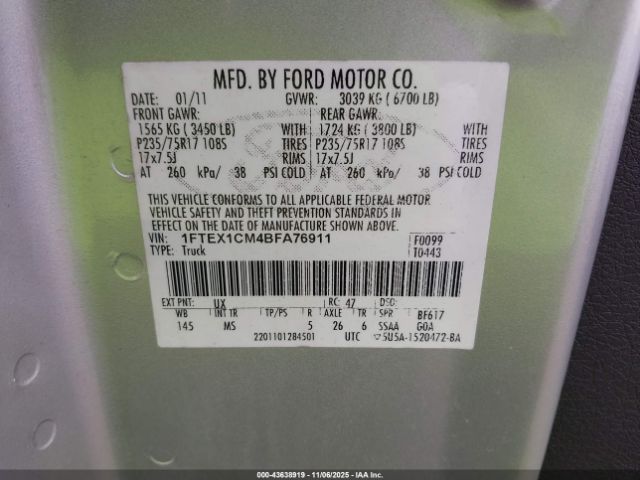 MFD. BY FORD MOTOR CO.
DATE: 01/11 GVWR: 3039 KG ( 6700 LB)
FRONT GAWR: REAR GAWR:
1565 KG ( 3450 LB) WITH 1724 KG ( 3800 LB) WITH
P235/75R17 108S TIRES P235/75R17 108S TIRES
17x7.5J RIMS 17x7.5J RIMS
AT 260 kPa/ 38 PSI COLD AT 260 kPa/ 38 PSI COLD
THIS VEHICLE CONFORMS TO ALL APPLICABLE FEDERAL MOTOR
VEHICLE SAFETY AND THEFT PREVENTION STANDARDS IN EFFECT
ON THE DATE OF MANUFACTURE SHOWN ABOVE.
VIN: 1FTEX1CM4BFA76911 F0099
TYPE: Truck T0443
EXT PNT: UX RC: 47 DSO:
WB INT TR TP/PS R AXLE TR SPR BF617
145 MS 5 26 6 SSAA GOA
2201101284501 UTC ▽5U5A-1520472-BA
000-43638919 - 11/06/2025 - IAAI.COM